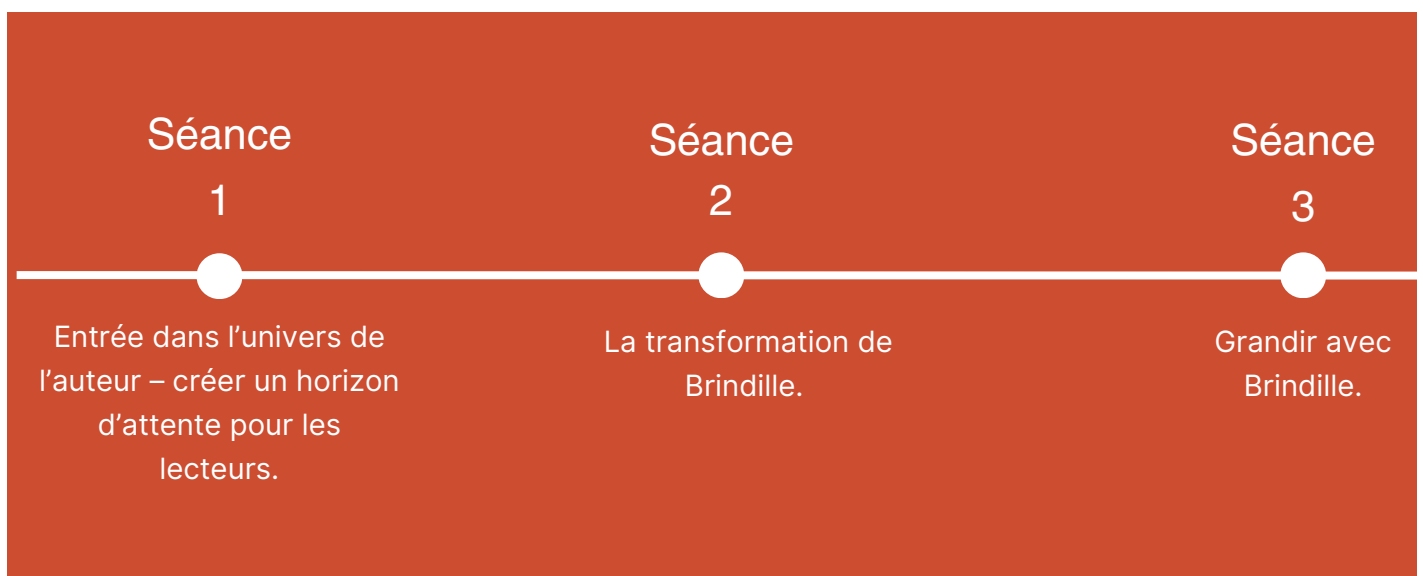 Séance
1
Entrée dans l’univers de
l’auteur – créer un horizon
d’attente pour les
lecteurs.
Séance
2
La transformation de
Brindille.
Séance
3
Grandir avec
Brindille.